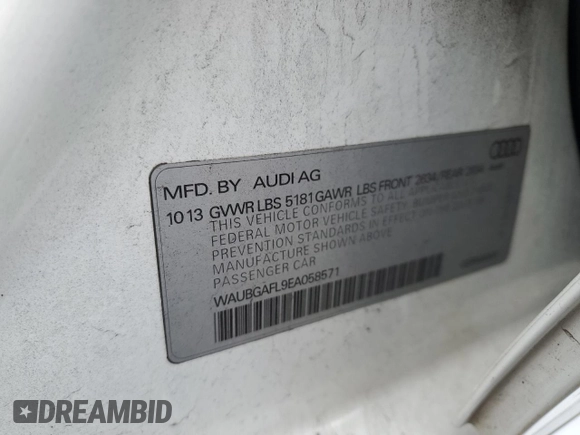 MFD. BY AUDI AG
10 13 GVWR LBS 5181 GAWR LBS FRONT 2634/REAR
THIS VEHICLE CONFORMS TO ALL
FEDERAL MOTOR VEHICLE SAFETY, BUMPER
PREVENTION STANDARDS IN EFFECT
MANUFACTURE SHOWN ABOVE
PASSENGER CAR
WAUBGAFL9EA058571
DREAMBID